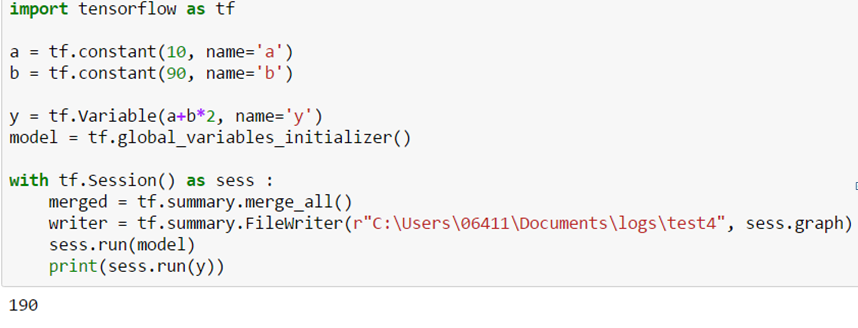 import tensorflow as tf
a = tf.constant(10, name='a')
b = tf.constant(90, name='b')
y = tf.Variable(a+b*2, name='y')
model = tf.global_variables_initializer()
with tf.Session() as sess :
    merged = tf.summary.merge_all()
    writer = tf.summary.FileWriter(r"C:\Users\06411\Documents\logs\test4", sess.graph)
    sess.run(model)
    print(sess.run(y))
190